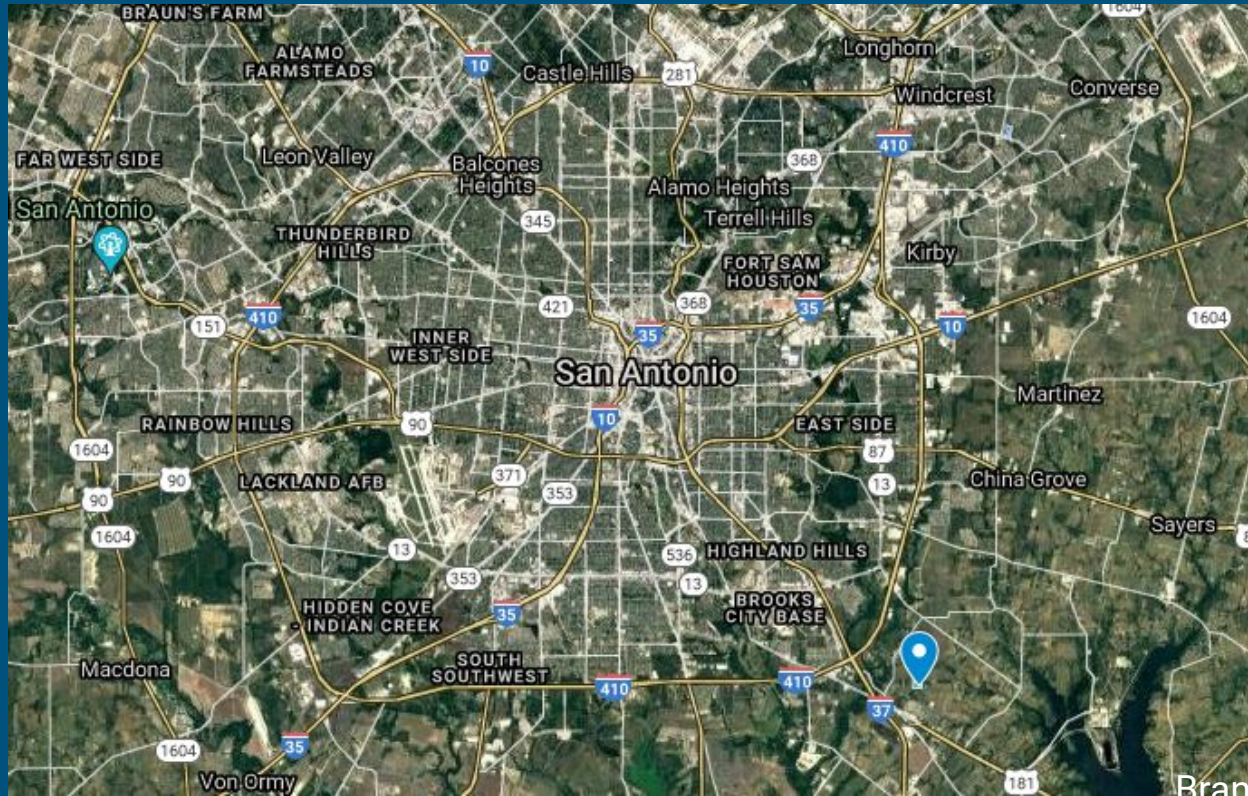 BRAUN'S FARM
1604
ALAMO
FARMSTEADS
10
Castle Hills
281
Longhorn
Windcrest
Converse
410
FAR WEST SIDE
Leon Valley
Balcones
Heights
368
Alamo Heights
Terrell Hills
San Antonio
345
THUNDERBIRD
HILLS
Kirby
FORT SAM
HOUSTON
410
151
421
368
35
35
10
1604
INNER
WEST SIDE
San Antonio
Martinez
10
RAINBOW HILLS
90
EAST SIDE
1604
87
90
90
LACKLAND AFB
371
353
13
China Grove
Sayers
8
1604
13
353
536
13
HIGHLAND HILLS
HIDDEN COVE
- INDIAN CREEK
35
BROOKS
CITY BASE
Macdona
SOUTH
SOUTHWEST
410
410
37
1604
35
Von Ormy
181
Bran